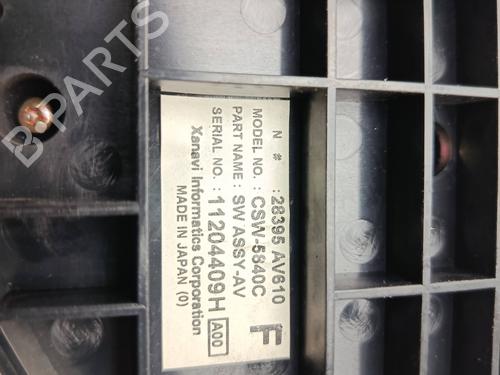 N # : 28395 AV610
MODEL NO. : CSW-5840C
PART NAME : SW ASSY-AV
SERIAL NO. : 11204409H A00
Xanavi Informatics Corporation
MADE IN JAPAN (0)
F
B-PARTS